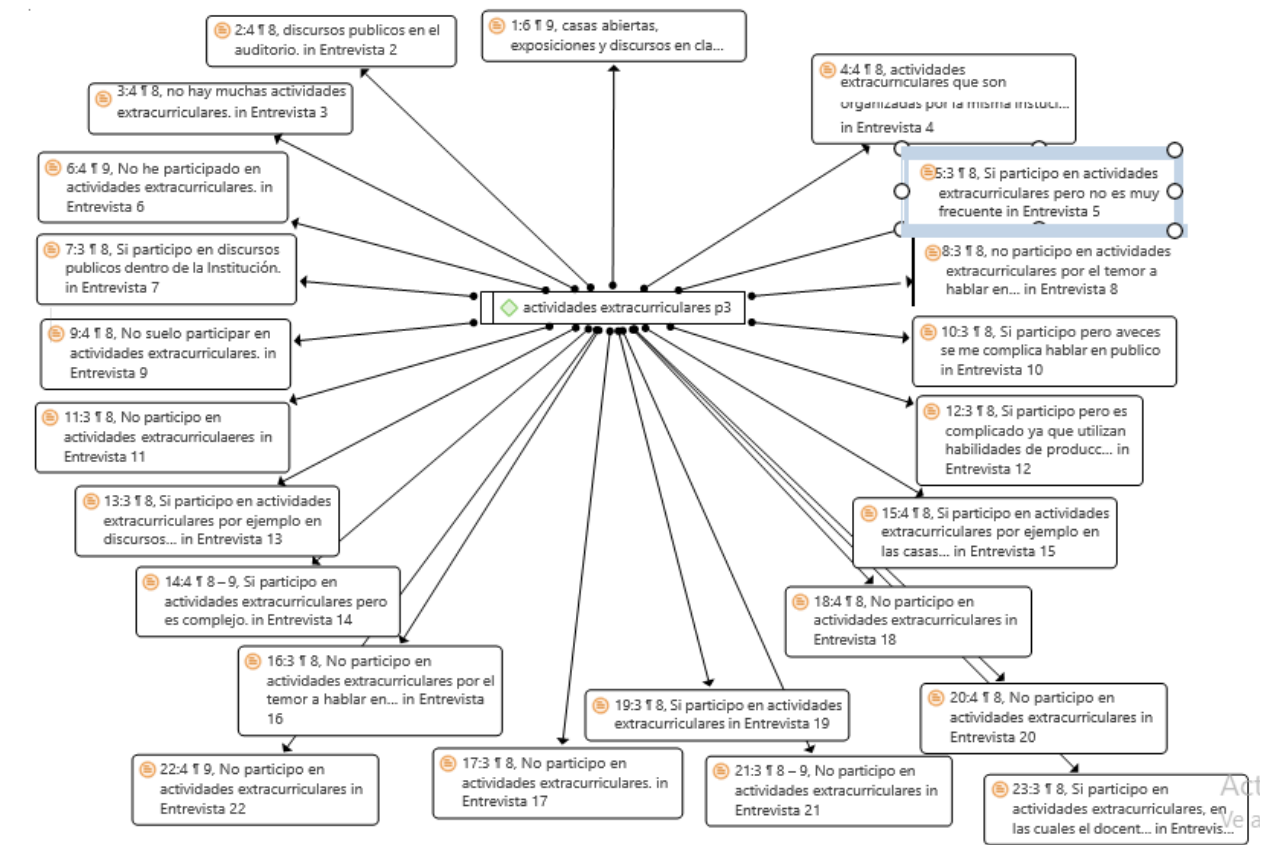 2:4 ¶ 8, discursos publicos en el
auditorio. in Entrevista 2
1:6 ¶ 9, casas abiertas,
exposiciones y discursos en cla...
4:4 ¶ 8, actividades
extracurriculares que son
organizadas por la misma instuci...
in Entrevista 4
3:4 ¶ 8, no hay muchas actividades
extracurriculares. in Entrevista 3
6:4 ¶ 9, No he participado en
actividades extracurriculares. in
Entrevista 6
5:3 ¶ 8, Si participo en actividades
extracurriculares pero no es muy
frecuente in Entrevista 5
7:3 ¶ 8, Si participo en discursos
publicos dentro de la Institución.
in Entrevista 7
8:3 ¶ 8, no participo en actividades
extracurriculares por el temor a
hablar en... in Entrevista 8
actividades extracurriculares p3
9:4 ¶ 8, No suelo participar en
actividades extracurriculares. in
Entrevista 9
10:3 ¶ 8, Si participo pero aveces
se me complica hablar en publico
in Entrevista 10
11:3 ¶ 8, No participo en
actividades extracurriculaeres in
Entrevista 11
12:3 ¶ 8, Si participo pero es
complicado ya que utilizan
habilidades de producc... in
Entrevista 12
13:3 ¶ 8, Si participo en actividades
extracurriculares por ejemplo en
discursos... in Entrevista 13
15:4 ¶ 8, Si participo en actividades
extracurriculares por ejemplo en
las casas... in Entrevista 15
14:4 ¶ 8 – 9, Si participo en
actividades extracurriculares pero
es complejo. in Entrevista 14
18:4 ¶ 8, No participo en
actividades extracurriculares in
Entrevista 18
16:3 ¶ 8, No participo en
actividades extracurriculares por el
temor a hablar en... in Entrevista
16
19:3 ¶ 8, Si participo en actividades
extracurriculares in Entrevista 19
20:4 ¶ 8, No participo en
actividades extracurriculares in
Entrevista 20
22:4 ¶ 9, No participo en
actividades extracurriculares in
Entrevista 22
17:3 ¶ 8, No participo en
actividades extracurriculares. in
Entrevista 17
21:3 ¶ 8 – 9, No participo en
actividades extracurriculares in
Entrevista 21
23:3 ¶ 8, Si participo en
actividades extracurriculares, en
las cuales el docent... in Entrevis...
Act
Ve a